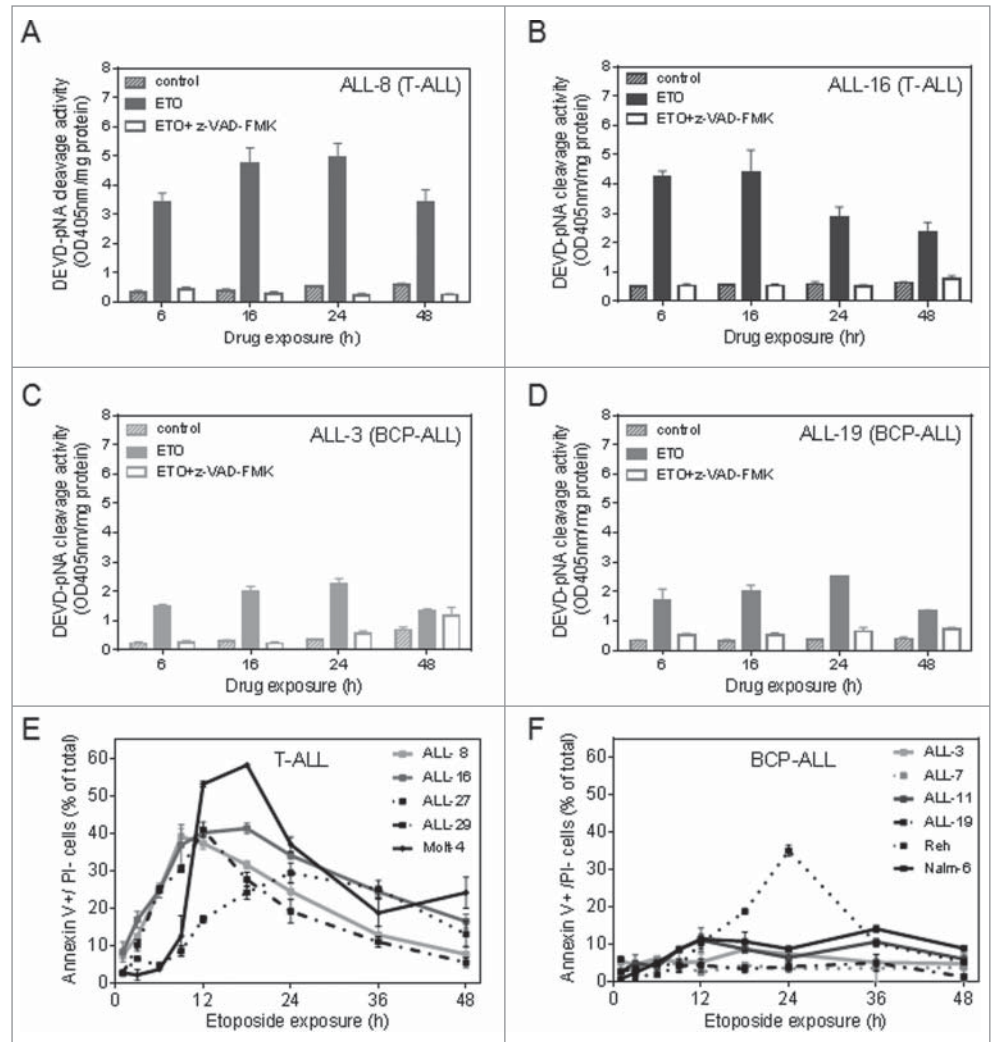 A
ALL-8 (T-ALL)
control
ETO
ETO+ z-VAD-FMK
DEVD-pNA cleavage activity
(OD405nm/mg protein)
8
7
6
5
4
3
2
1
0
6 16 24 48
Drug exposure (h)
B
ALL-16 (T-ALL)
control
ETO
ETO+z-VAD-FMK
DEVD-pNA cleavage activity
(OD405nm/mg protein)
8
7
6
5
4
3
2
1
0
6 16 24 48
Drug exposure (hr)
C
ALL-3 (BCP-ALL)
control
ETO
ETO+z-VAD-FMK
DEVD-pNA cleavage activity
(OD405nm/mg protein)
8
7
6
5
4
3
2
1
0
6 16 24 48
Drug exposure (h)
D
ALL-19 (BCP-ALL)
control
ETO
ETO+z-VAD-FMK
DEVD-pNA cleavage activity
(OD405nm/mg protein)
8
7
6
5
4
3
2
1
0
6 16 24 48
Drug exposure (h)
E
T-ALL
ALL- 8
ALL-16
ALL-27
ALL-29
Molt-4
Annexin V+/ PI- cells (% of total)
60
50
40
30
20
10
0
0 12 24 36 48
Etoposide exposure (h)
F
BCP-ALL
ALL-3
ALL-7
ALL-11
ALL-19
Reh
Nalm-6
Annexin V+ /PI- cells (% of total)
60
50
40
30
20
10
0
0 12 24 36 48
Etoposide exposure (h)